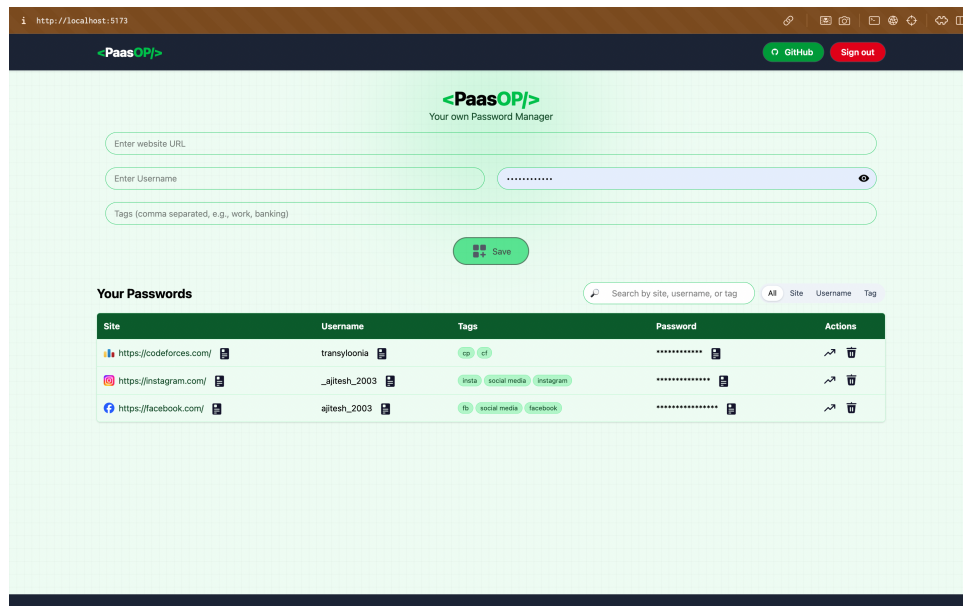 i http://localhost:5173
<PaasOP/>
GitHub Sign out
<PaasOP/>
Your own Password Manager
Enter website URL
Enter Username ••••••••••••
Tags (comma separated, e.g., work, banking)
Save
Your Passwords Search by site, username, or tag All Site Username Tag
Site Username Tags Password Actions
https://codeforces.com/ transyloonia cp cf ************
https://instagram.com/ _ajitesh_2003 insta social media instagram **************
https://facebook.com/ ajitesh_2003 fb social media facebook ****************